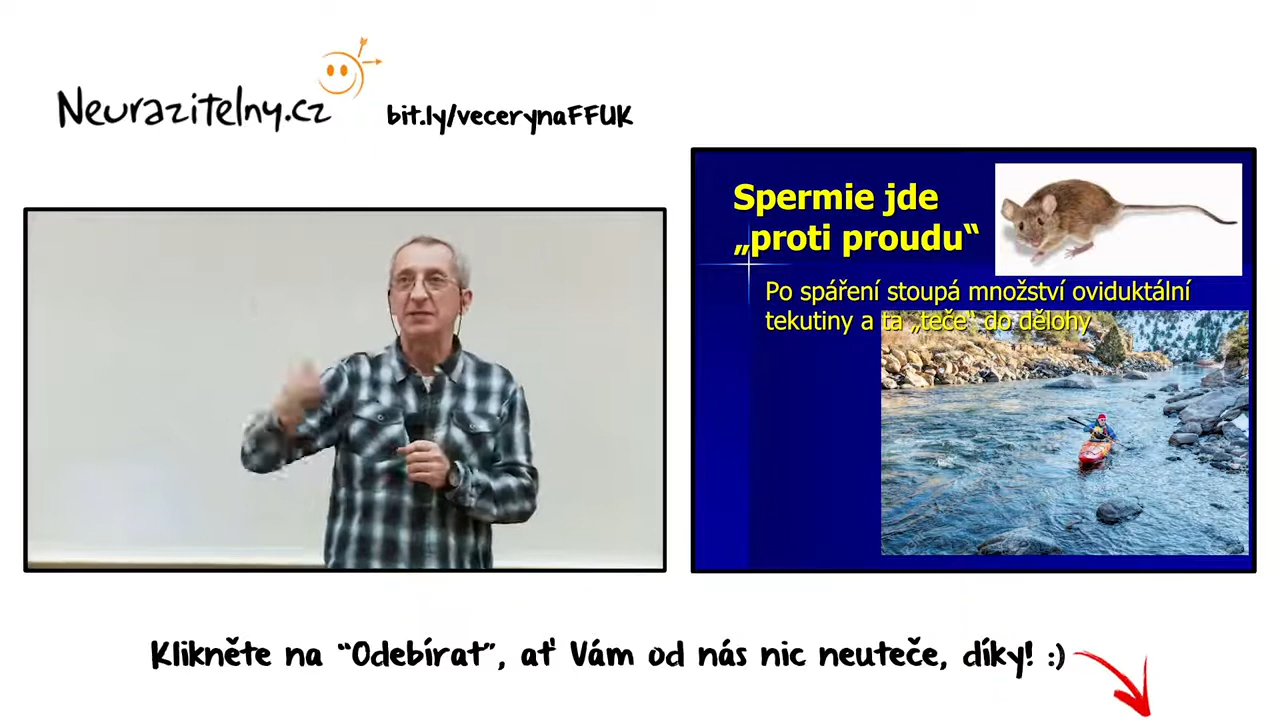 Neurazitelny.cz
bit.ly/vecerynaFFUK
Spermie jde
„proti proudu“
Po spáření stoupá množství oviduktální
tekutiny a ta „teče“ do dělohy
Klikněte na “Odebírat”, ať Vám od nás nic neuteče, díky! :)